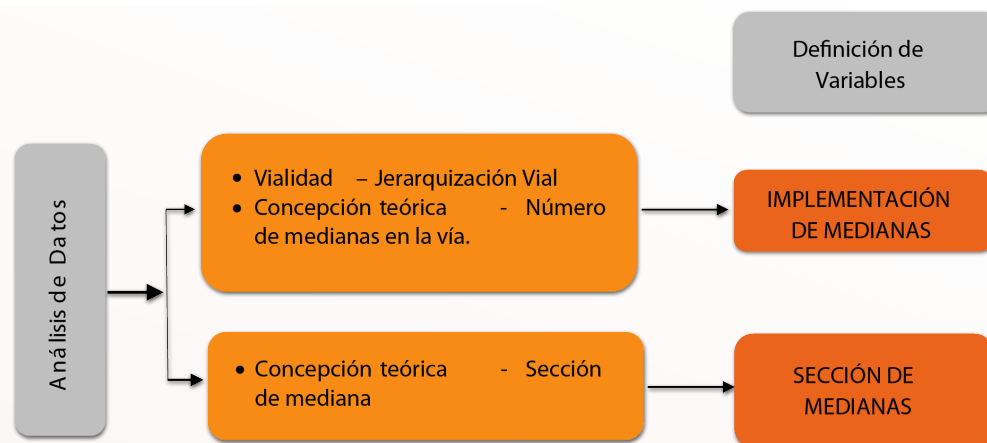 Definición de
Variables
Análisis de Datos
• Vialidad – Jerarquización Vial
• Concepción teórica - Número
de medianas en la vía.
IMPLEMENTACIÓN
DE MEDIANAS
• Concepción teórica - Sección
de mediana
SECCIÓN DE
MEDIANAS